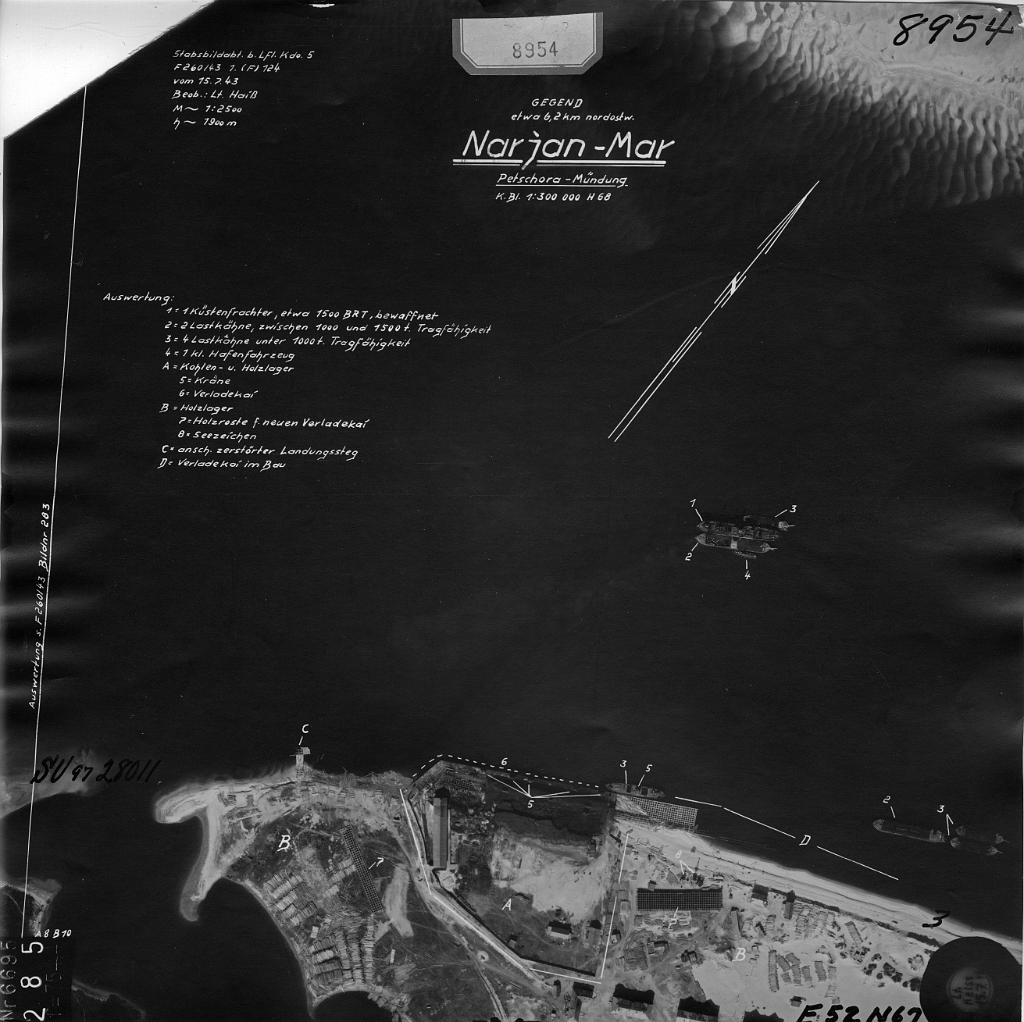 8954
8954
Stabsbildabt. b. Lfl. Kdo. 5
F 260/43 1. (F) 124
vom 15.7.43
Beob.: Lt. Haiß
M ~ 1:2500
h ~ 1900 m
GEGEND
etwa 6,2 km nordostw.
Narjan-Mar
Petschora-Mündung
K. Bl. 1:300 000 H 68
Auswertung:
1 = 1 Küstenfrachter, etwa 1500 BRT, bewaffnet
2 = 2 Lastkähne, zwischen 1000 und 1500 t. Tragfähigkeit
3 = 4 Lastkähne unter 1000 t. Tragfähigkeit
4 = 1 kl. Hafenfahrzeug
A = Kohlen- u. Holzlager
5 = Kräne
6 = Verladekai
B = Holzlager
7 = Holzroste f. neuen Verladekai
8 = Seezeichen
C = ansch. zerstörter Landungssteg
D = Verladekai im Bau
Auswertung s. F 260/43 Bildnr 283
1
3
2
4
C
SU 97 28011
6
3
5
5
D
2
3
B
7
8
A
7
B
3
A8 B10
Nr 6695
285
F.52 N67